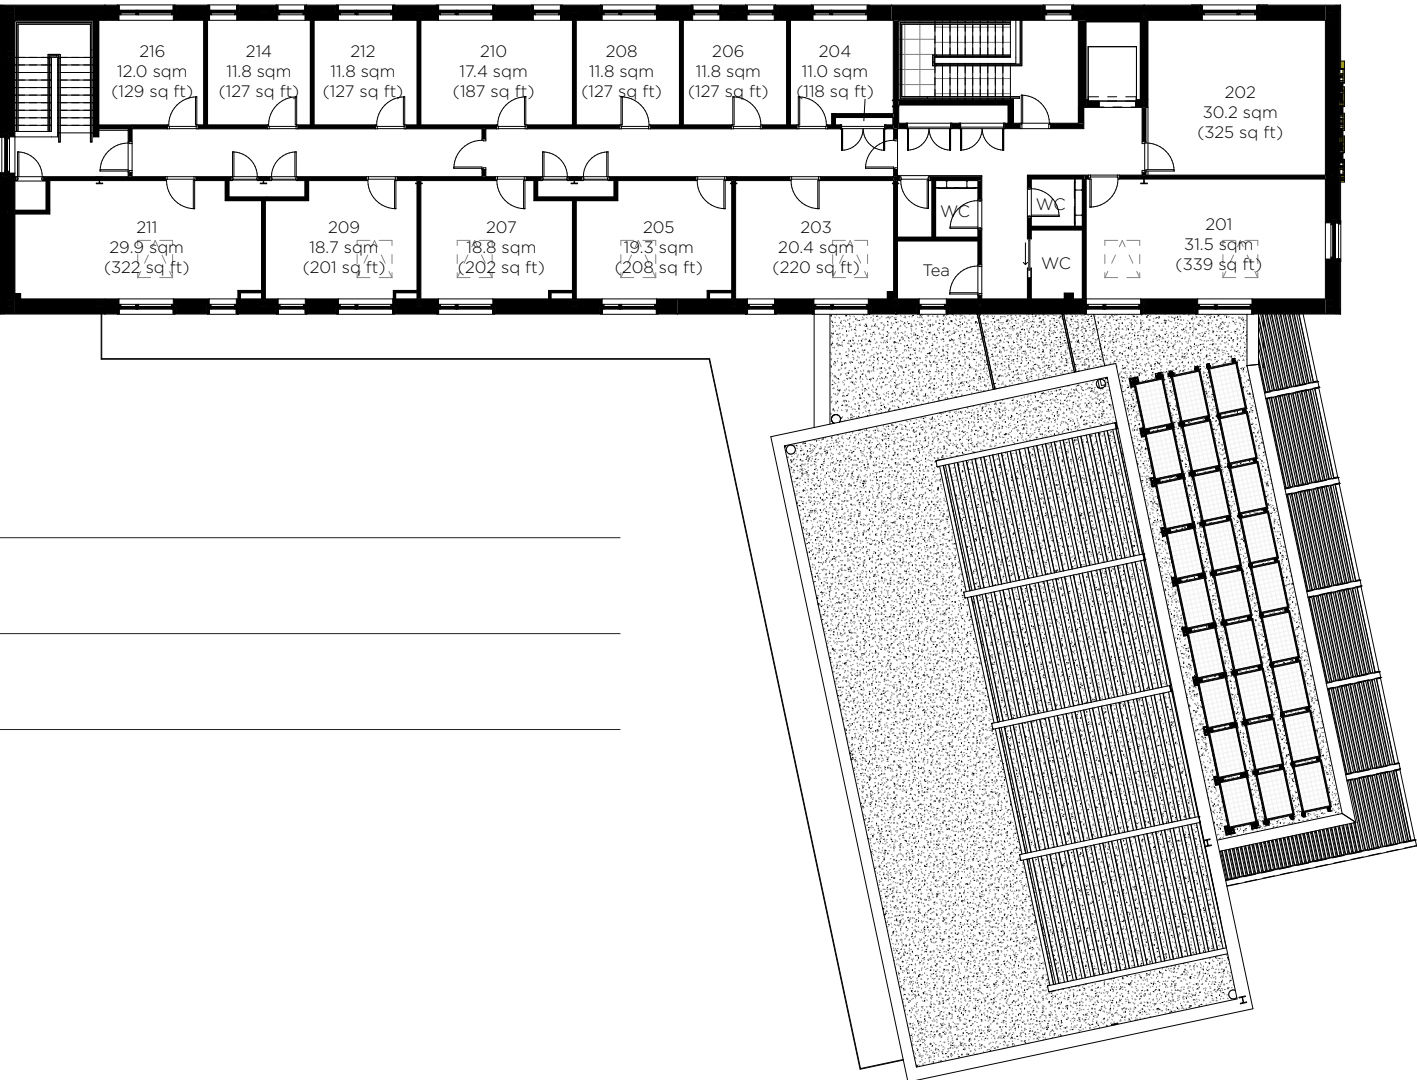 216
12.0 sqm
(129 sq ft)
214
11.8 sqm
(127 sq ft)
212
11.8 sqm
(127 sq ft)
210
17.4 sqm
(187 sq ft)
208
11.8 sqm
(127 sq ft)
206
11.8 sqm
(127 sq ft)
204
11.0 sqm
(118 sq ft)
202
30.2 sqm
(325 sq ft)
211
29.9 sqm
(322 sq ft)
209
18.7 sqm
(201 sq ft)
207
18.8 sqm
(202 sq ft)
205
19.3 sqm
(208 sq ft)
203
20.4 sqm
(220 sq ft)
WC
Tea
WC
WC
201
31.5 sqm
(339 sq ft)